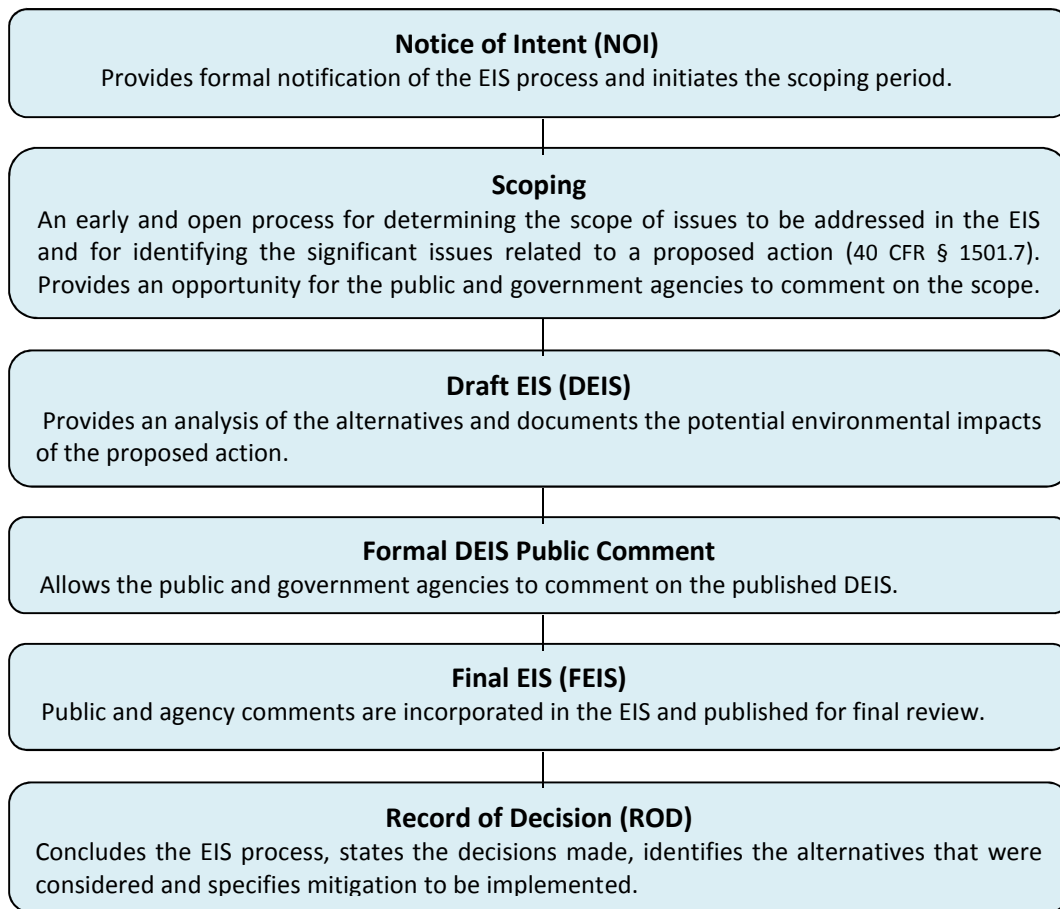 Notice of Intent (NOI)
Provides formal notification of the EIS process and initiates the scoping period.
Scoping
An early and open process for determining the scope of issues to be addressed in the EIS
and for identifying the significant issues related to a proposed action (40 CFR § 1501.7).
Provides an opportunity for the public and government agencies to comment on the scope.
Draft EIS (DEIS)
Provides an analysis of the alternatives and documents the potential environmental impacts
of the proposed action.
Formal DEIS Public Comment
Allows the public and government agencies to comment on the published DEIS.
Final EIS (FEIS)
Public and agency comments are incorporated in the EIS and published for final review.
Record of Decision (ROD)
Concludes the EIS process, states the decisions made, identifies the alternatives that were
considered and specifies mitigation to be implemented.